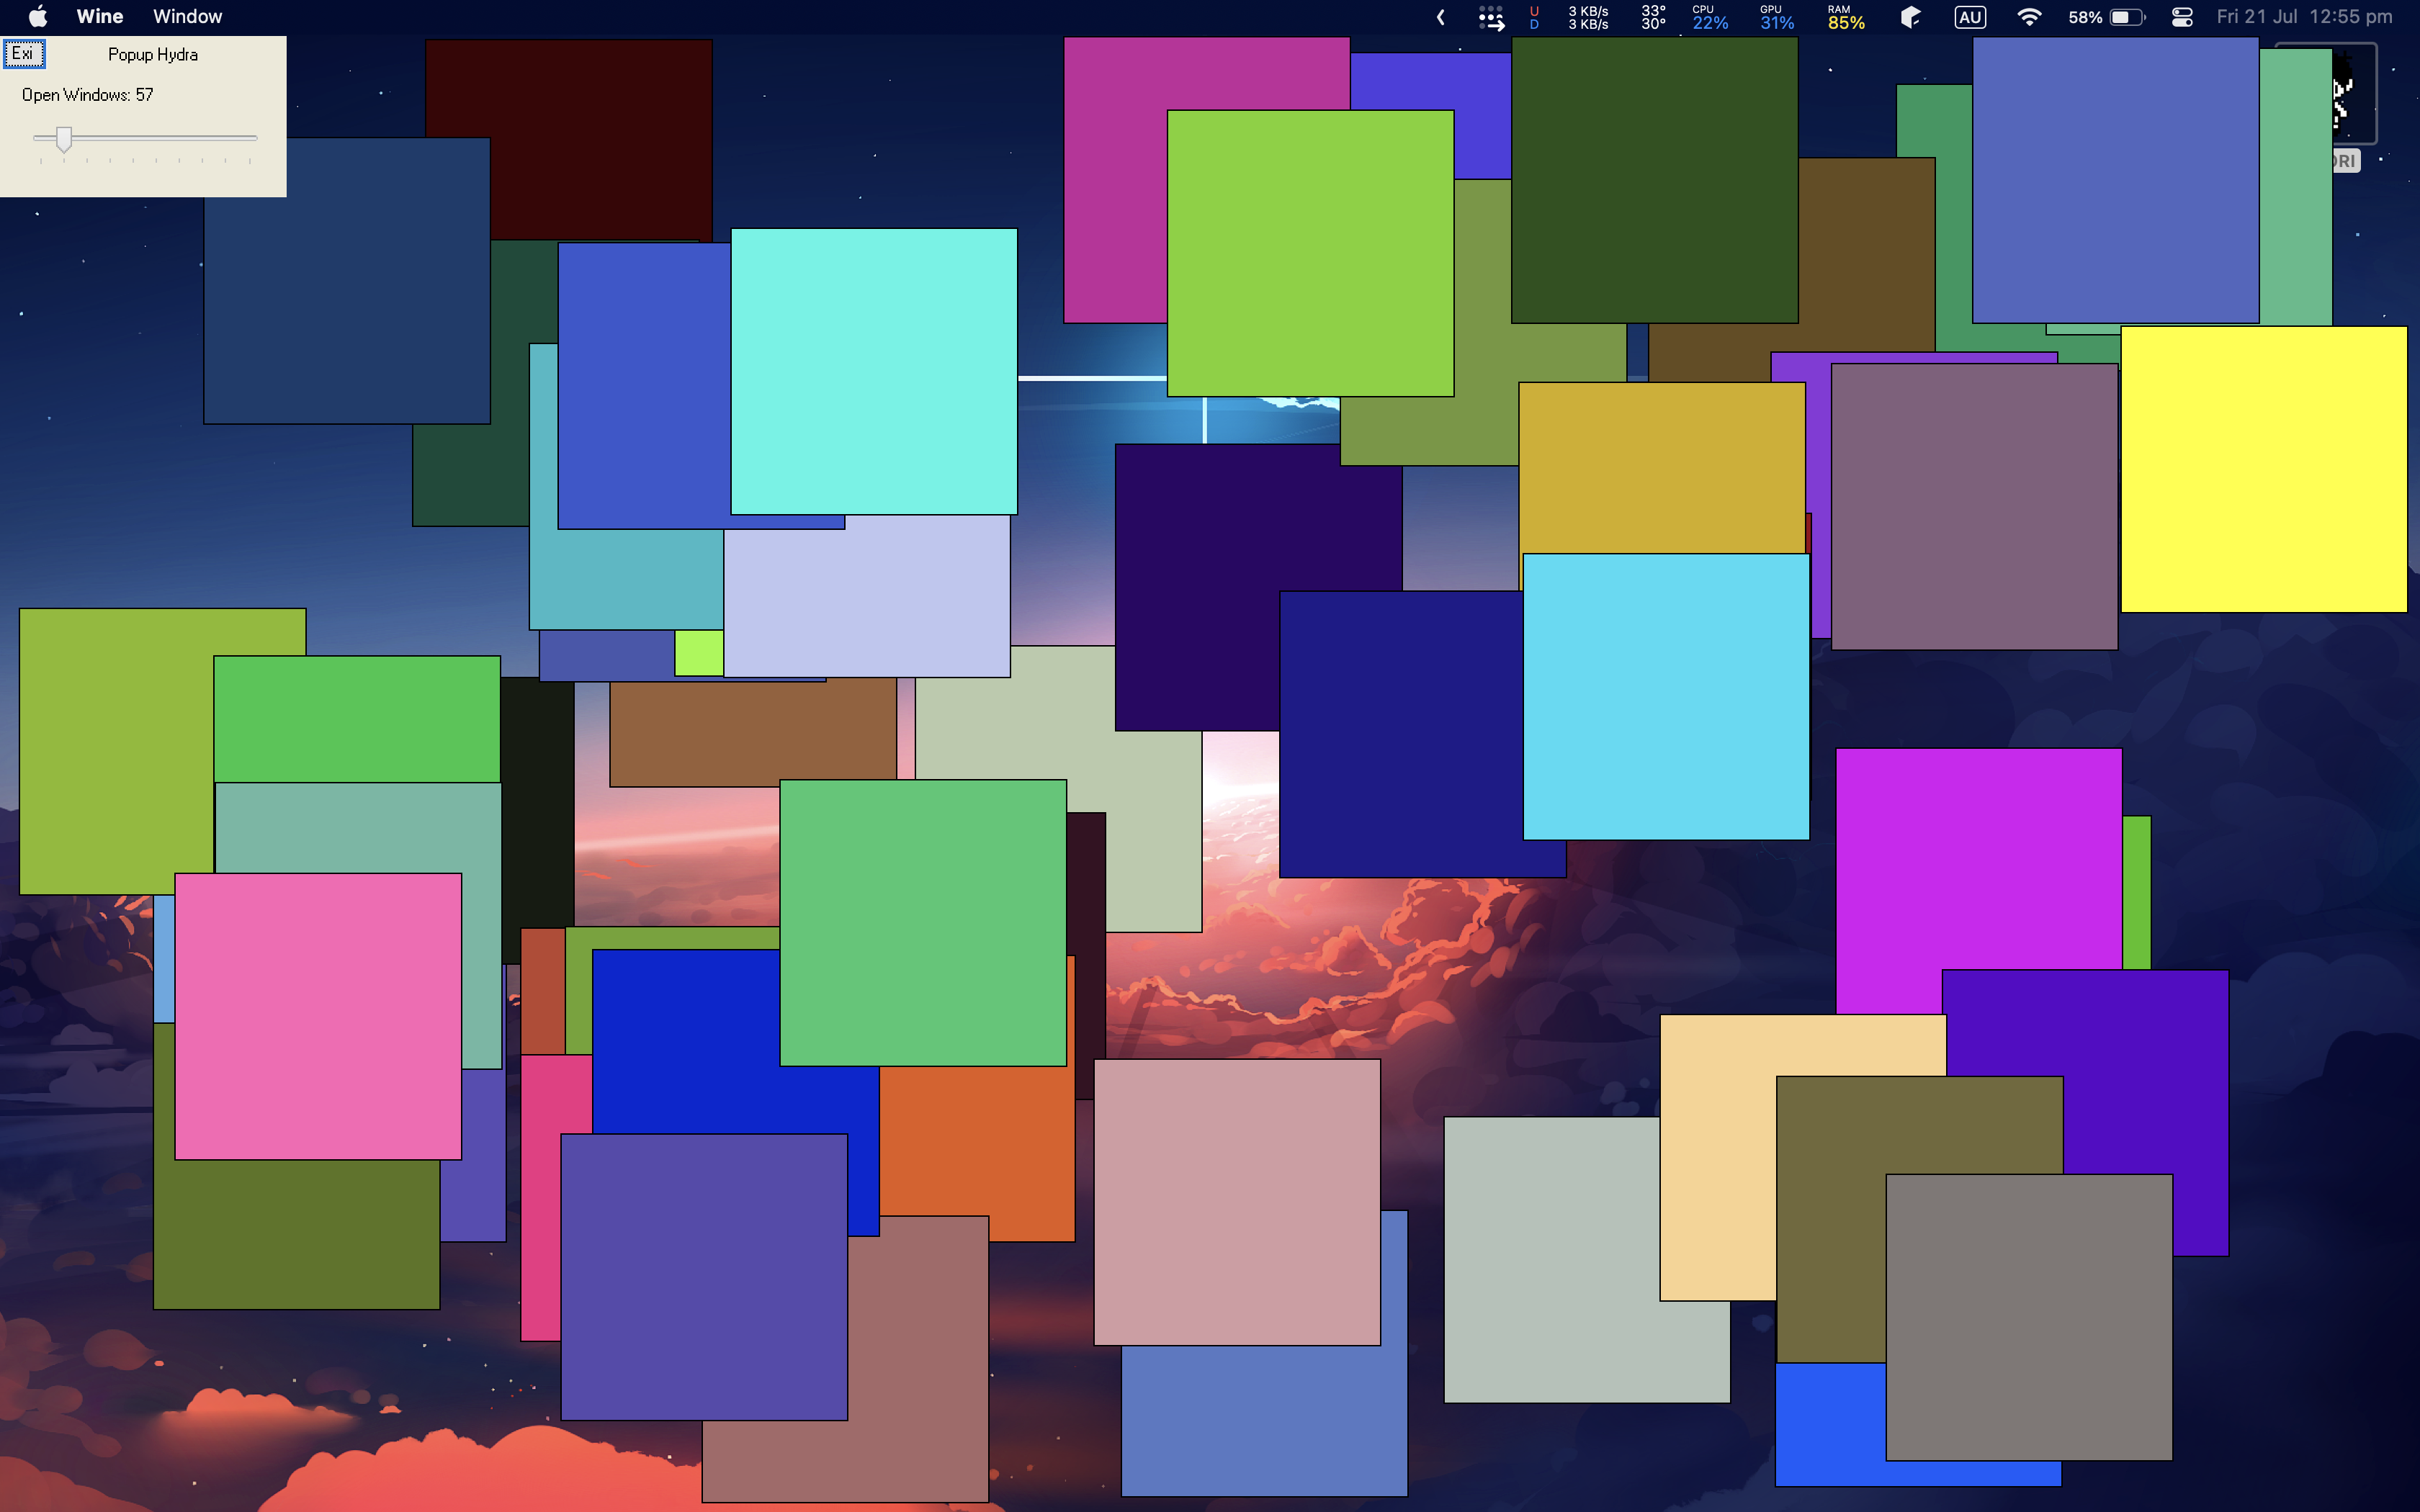 Wine Window
U 3 KB/s 33° CPU GPU RAM AU 58% Fri 21 Jul 12:55 pm
D 3 KB/s 30° 22% 31% 85%
Exi Popup Hydra
Open Windows: 57